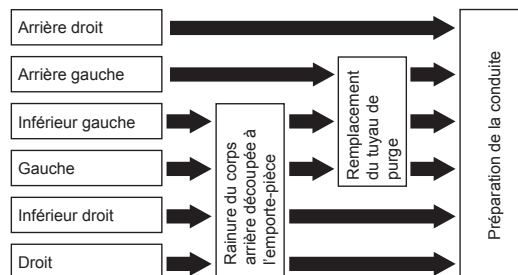 Arrière droit
Arrière gauche
Inférieur gauche
Gauche
Inférieur droit
Droit
Rainure du corps
arrière découpée à
l'emporte-pièce
Remplacement
du tuyau de
purge
Préparation de la conduite